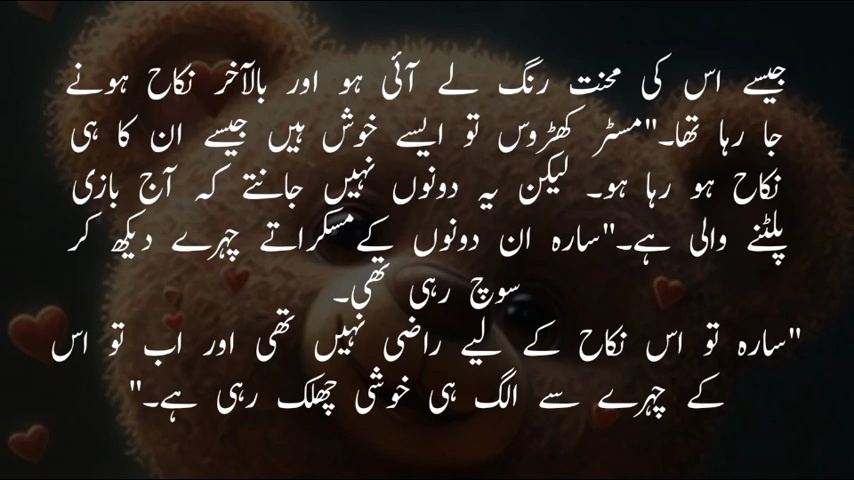 جیسے اس کی محنت رنگ لے آئی ہو اور بالآخر نکاح ہونے
جا رہا تھا۔"مسٹر کھڑوس تو ایسے خوش ہیں جیسے ان کا ہی
نکاح ہو رہا ہو۔ لیکن یہ دونوں نہیں جانتے کہ آج بازی
پلٹنے والی ہے۔"سارہ ان دونوں کے مسکراتے چہرے دیکھ کر
سوچ رہی تھی۔
"سارہ تو اس نکاح کے لیے راضی نہیں تھی اور اب تو اس
کے چہرے سے الگ ہی خوشی چھلک رہی ہے۔"